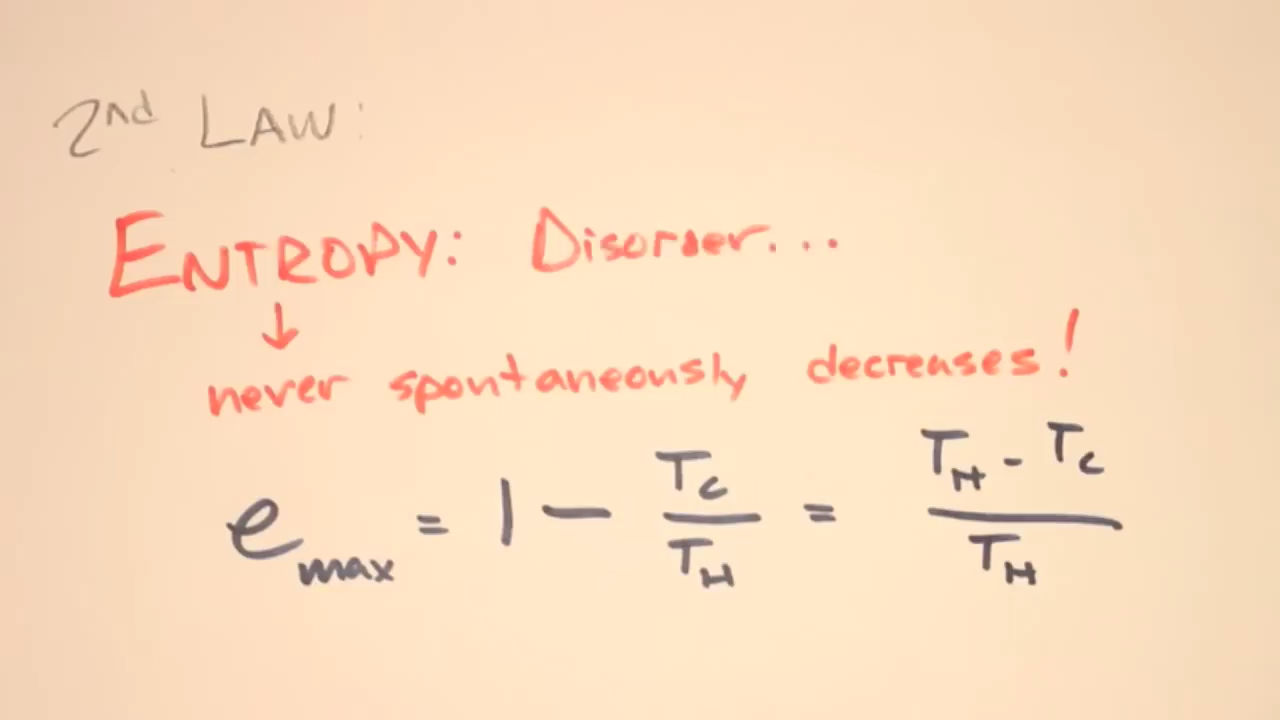 2nd LAW:
ENTROPY: Disorder...
↓
never spontaneously decreases!
e_max = 1 - T_C/T_H = (T_H - T_C)/T_H